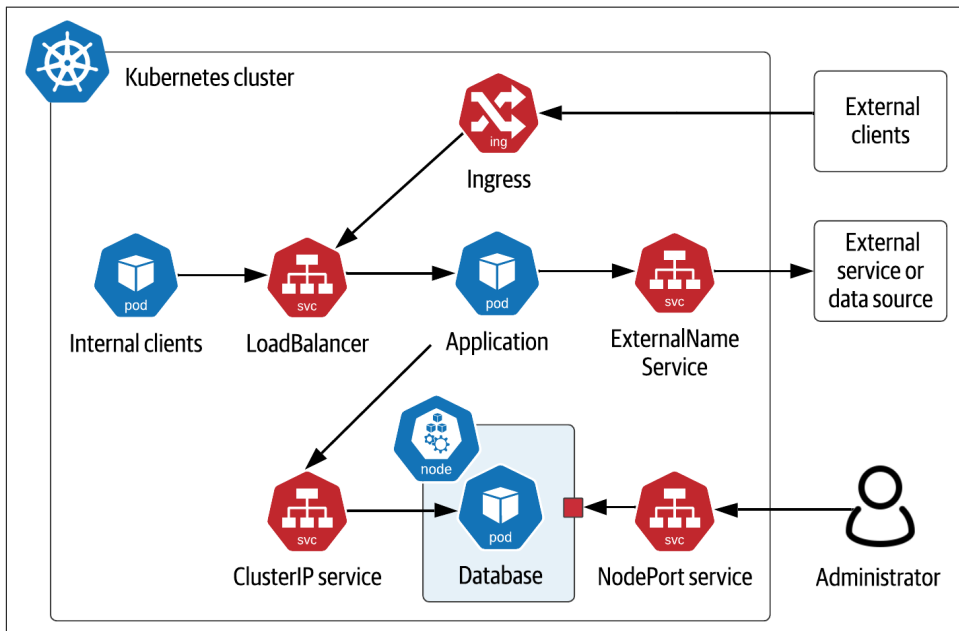 Kubernetes cluster
ing
Ingress
External
clients
pod
Internal clients
svc
LoadBalancer
pod
Application
svc
ExternalName
Service
External
service or
data source
node
svc
ClusterIP service
pod
Database
svc
NodePort service
Administrator